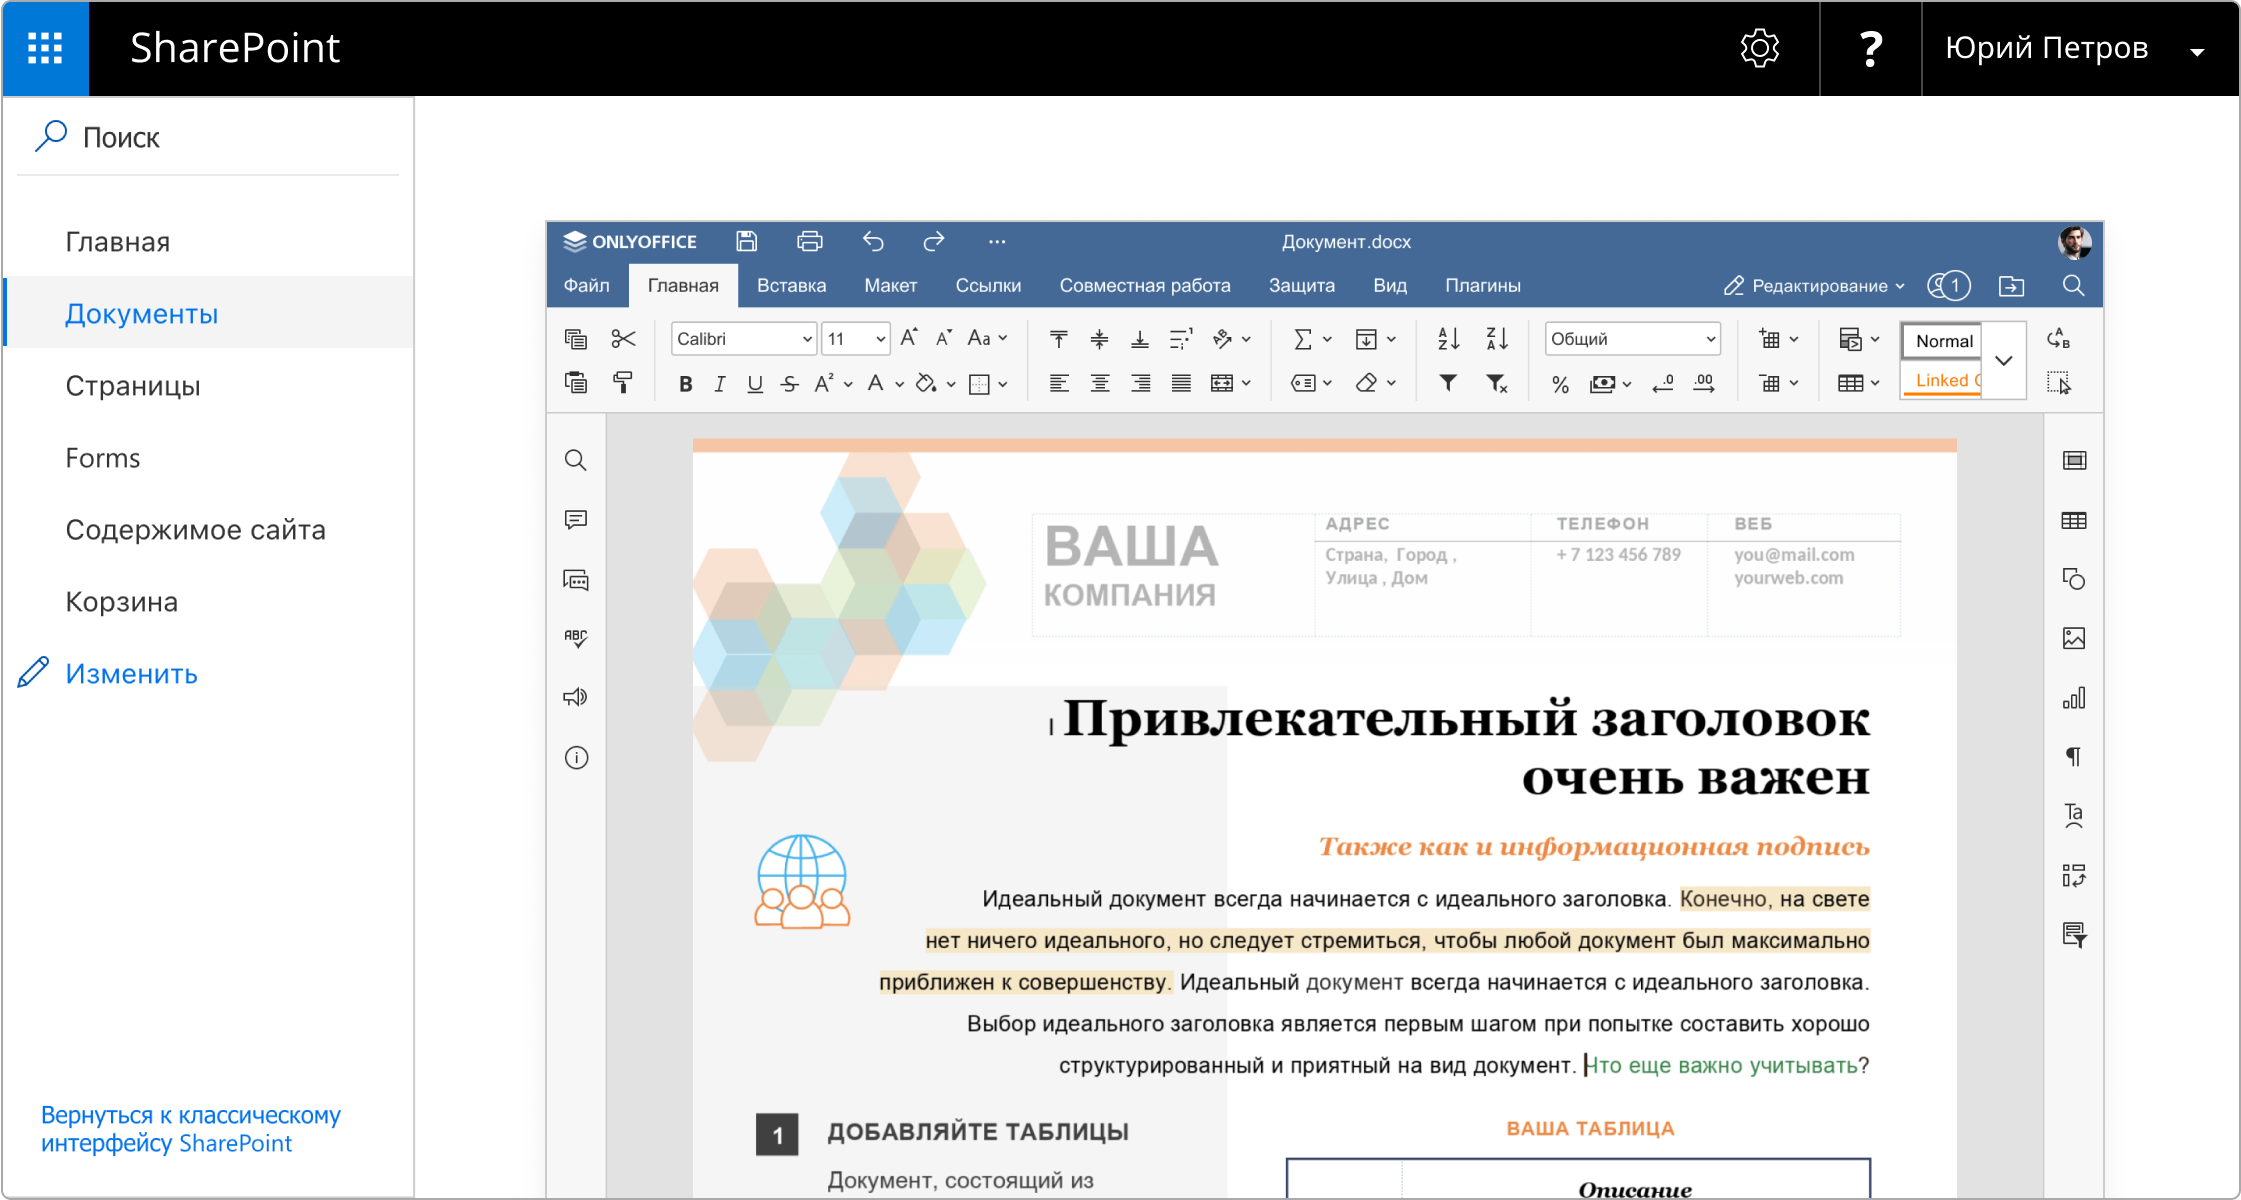 SharePoint
?
Юрий Петров
Поиск
Главная
Документы
Страницы
Forms
Содержимое сайта
Корзина
Изменить
Вернуться к классическому
интерфейсу SharePoint
ONLYOFFICE
Документ.docx
Файл Главная Вставка Макет Ссылки Совместная работа Защита Вид Плагины
Редактирование
1
Calibri 11
Общий
Normal
Linked
ВАША
КОМПАНИЯ
АДРЕС
Страна, Город ,
Улица , Дом
ТЕЛЕФОН
+ 7 123 456 789
ВЕБ
you@mail.com
yourweb.com
Привлекательный заголовок
очень важен
Также как и информационная подпись
Идеальный документ всегда начинается с идеального заголовка. Конечно, на свете
нет ничего идеального, но следует стремиться, чтобы любой документ был максимально
приближен к совершенству. Идеальный документ всегда начинается с идеального заголовка.
Выбор идеального заголовка является первым шагом при попытке составить хорошо
структурированный и приятный на вид документ. Что еще важно учитывать?
1 ДОБАВЛЯЙТЕ ТАБЛИЦЫ
Документ, состоящий из
ВАША ТАБЛИЦА
Описание